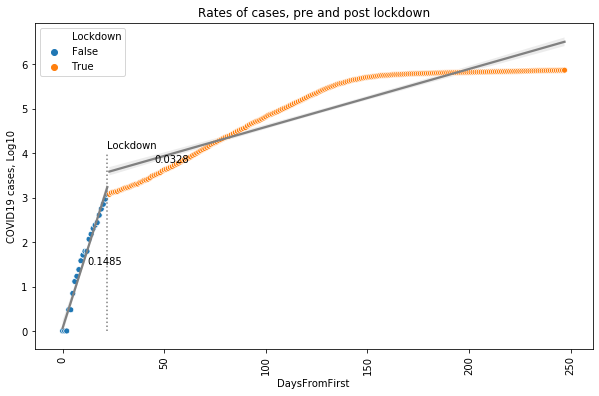 Rates of cases, pre and post lockdown
Lockdown
False
True
COVID19 cases, Log10
6
5
4
3
2
1
0
Lockdown
0.0328
0.1485
0
50
100
150
200
250
DaysFromFirst